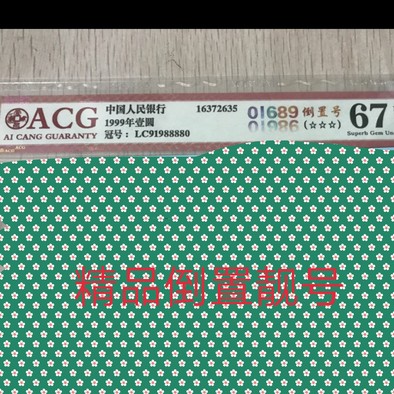 ACG
AI CANG GUARANTY
中国人民银行
1999年壹圆
冠号：LC91988880
16372635
01689 倒置号
01986 (☆☆☆)
67
Superb Gem Un
精品倒置靓号